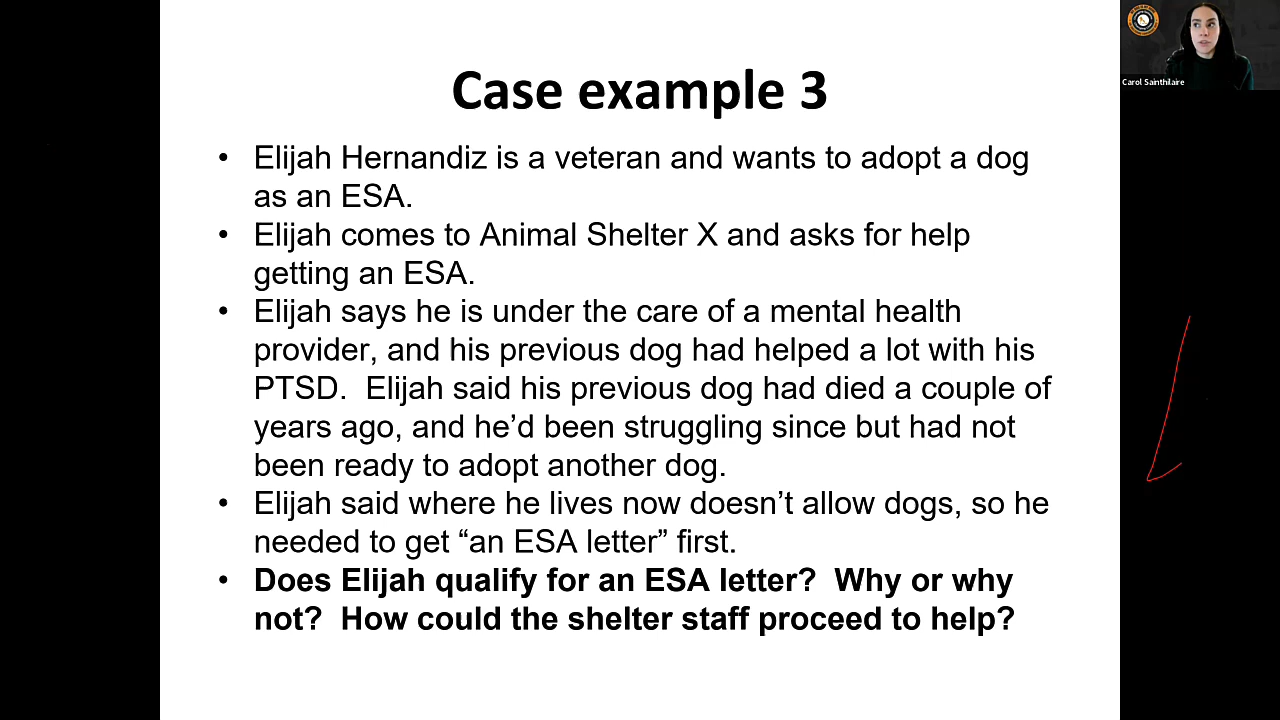 Case example 3
• Elijah Hernandiz is a veteran and wants to adopt a dog
as an ESA.
• Elijah comes to Animal Shelter X and asks for help
getting an ESA.
• Elijah says he is under the care of a mental health
provider, and his previous dog had helped a lot with his
PTSD.  Elijah said his previous dog had died a couple of
years ago, and he’d been struggling since but had not
been ready to adopt another dog.
• Elijah said where he lives now doesn’t allow dogs, so he
needed to get “an ESA letter” first.
• Does Elijah qualify for an ESA letter?  Why or why
not?  How could the shelter staff proceed to help?
Carol Sainthilaire